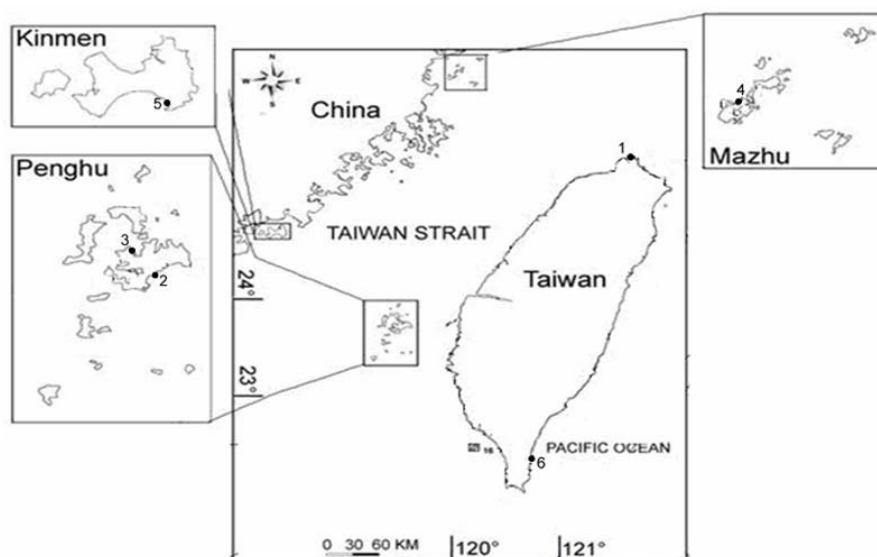 Kinmen
5
N
W E
S
China
4
Mazhu
1
Penghu
3
2
TAIWAN STRAIT
Taiwan
24°
23°
PACIFIC OCEAN
6
0 30 60 KM
120°
121°